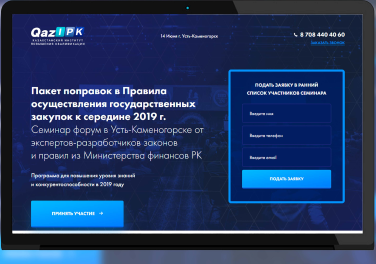 QazIPK
КАЗАХСТАНСКИЙ ИНСТИТУТ
ПОВЫШЕНИЯ КВАЛИФИКАЦИИ
14 Июня г. Усть-Каменогорск
8 708 440 40 60
Заказать звонок
Пакет поправок в Правила
осуществления государственных
закупок к середине 2019 г.
Семинар форум в Усть-Каменогорске от
экспертов-разработчиков законов
и правил из Министерства финансов РК
Программа для повышения уровня знаний
и конкурентоспособности в 2019 году
ПРИНЯТЬ УЧАСТИЕ →
ПОДАТЬ ЗАЯВКУ В РАННИЙ
СПИСОК УЧАСТНИКОВ СЕМИНАРА
Введите имя
Введите телефон
Введите email
ПОДАТЬ ЗАЯВКУ